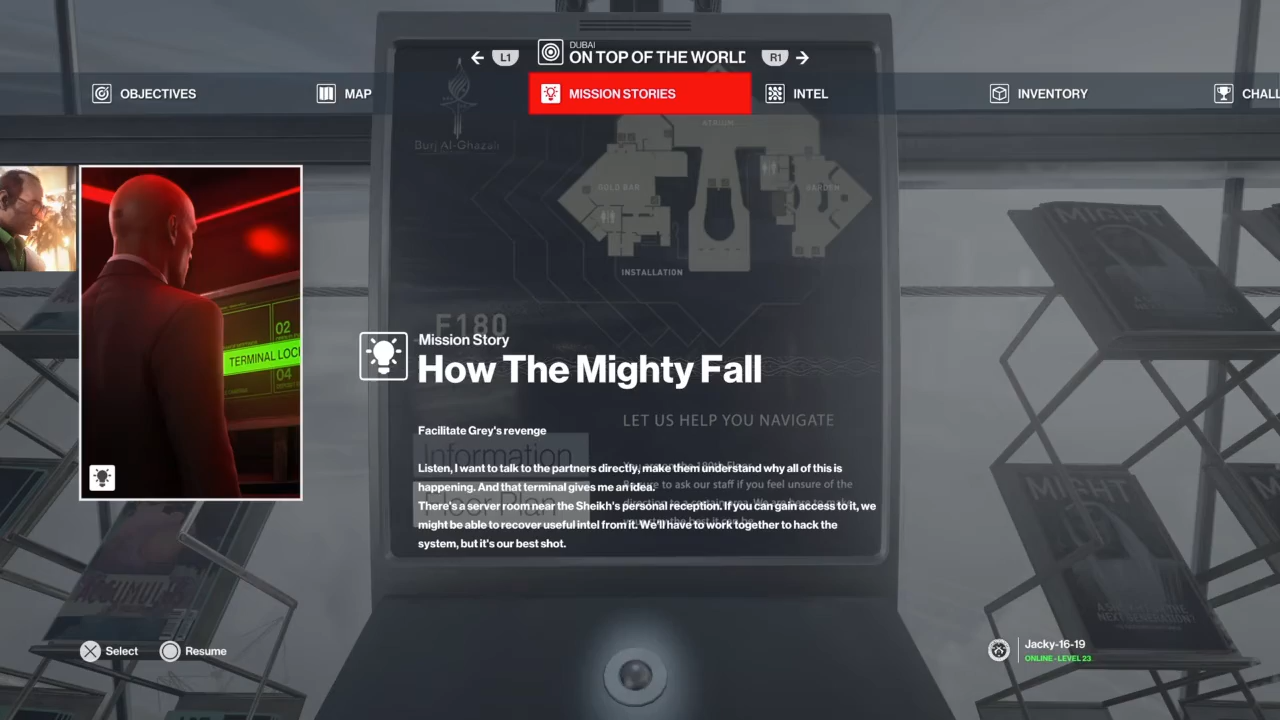 L1
DUBAI
ON TOP OF THE WORLD
R1
OBJECTIVES
MAP
MISSION STORIES
INTEL
INVENTORY
CHALL
Burj Al-Ghazali
ATRIUM
GOLD BAR
GARDEN
INSTALLATION
F180
MIGHT
02
TERMINAL LOC
04
Mission Story
How The Mighty Fall
LET US HELP YOU NAVIGATE
Facilitate Grey's revenge
Information
Floor Plan
Listen, I want to talk to the partners directly, make them understand why all of this is
happening. And that terminal gives me an idea.
There's a server room near the Sheikh's personal reception. If you can gain access to it, we
might be able to recover useful intel from it. We'll have to work together to hack the
system, but it's our best shot.
MIGHT
ACCUMULUS
NEXT GENERATION?
Select
Resume
Jacky-16-19
ONLINE - LEVEL 23